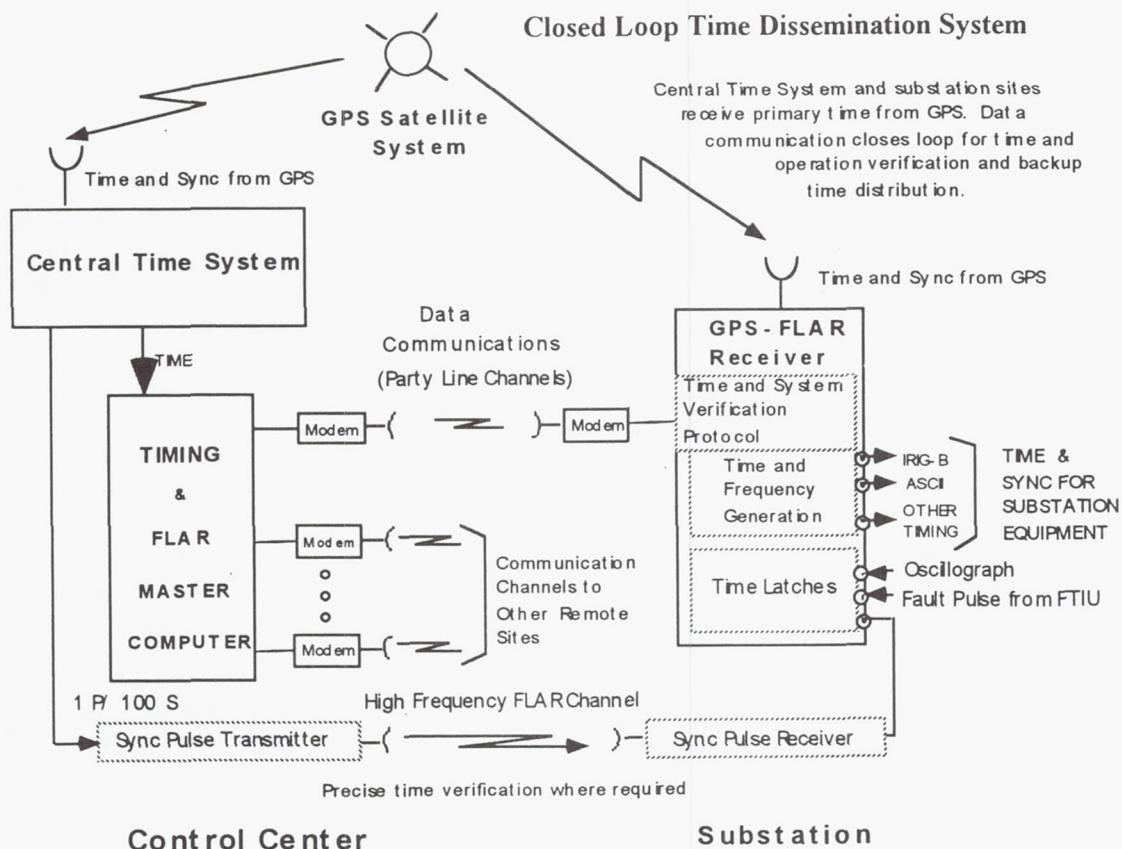 Closed Loop Time Dissemination System
GPS Satellite
System
Central Time System and substation sites
receive primary time from GPS. Data
communication closes loop for time and
operation verification and backup
time distribution.
Time and Sync from GPS
Central Time System
Time and Sync from GPS
TIME
Data
Communications
(Party Line Channels)
GPS - FLAR
Receiver
Time and System
Verification
Protocol
Modem
Modem
TIMING
&
FLAR
MASTER
COMPUTER
Time and
Frequency
Generation
IRIG-B
ASCII
OTHER
TIMING
TIME &
SYNC FOR
SUBSTATION
EQUIPMENT
Modem
Modem
Communication
Channels to
Other Remote
Sites
Time Latches
Oscillograph
Fault Pulse from FTIU
1 P/ 100 S
High Frequency FLAR Channel
Sync Pulse Transmitter
Sync Pulse Receiver
Precise time verification where required
Control Center
Substation